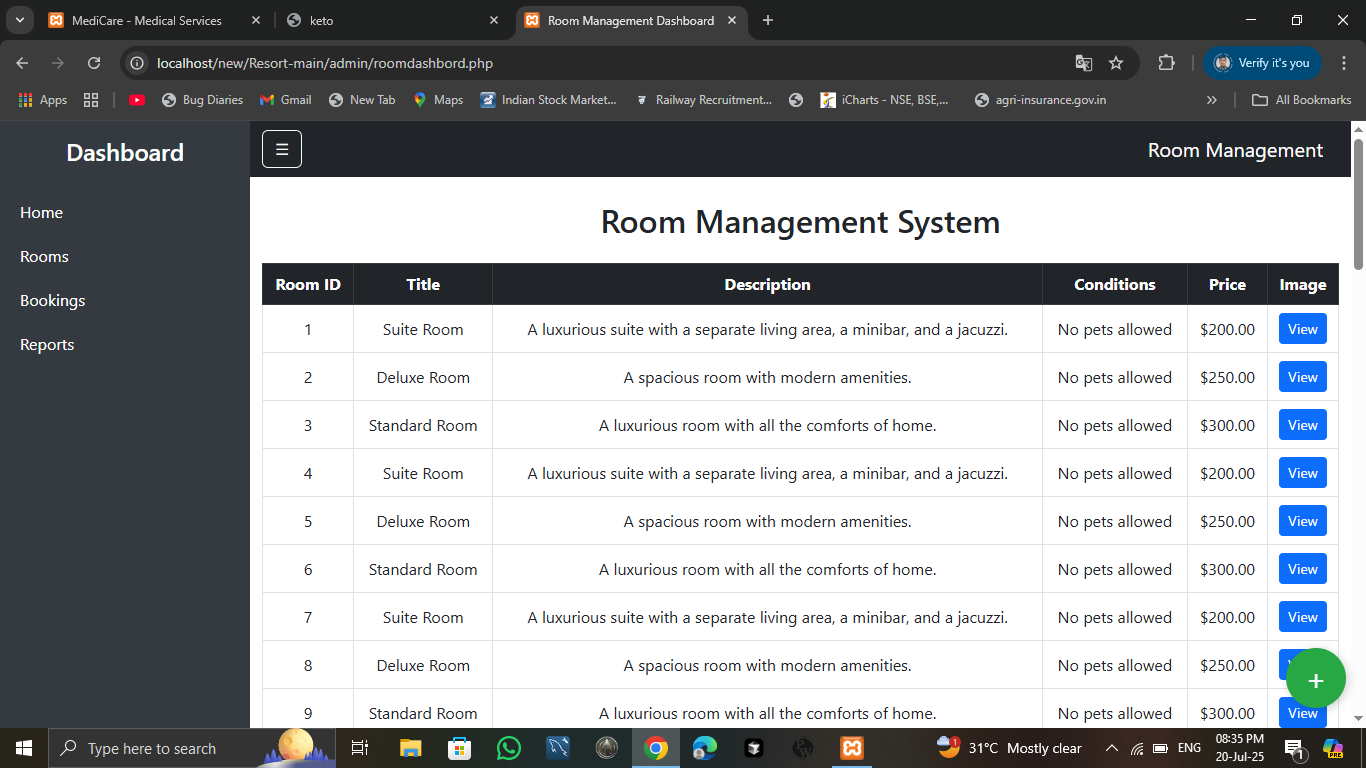 MediCare - Medical Services
keto
Room Management Dashboard
localhost/new/Resort-main/admin/roomdashbord.php
Verify it's you
Apps
Bug Diaries
Gmail
New Tab
Maps
Indian Stock Market...
Railway Recruitment...
iCharts - NSE, BSE,...
agri-insurance.gov.in
»
All Bookmarks
Dashboard
☰
Room Management
Home
Rooms
Bookings
Reports
Room Management System
Room ID Title Description Conditions Price Image
1 Suite Room A luxurious suite with a separate living area, a minibar, and a jacuzzi. No pets allowed $200.00 View
2 Deluxe Room A spacious room with modern amenities. No pets allowed $250.00 View
3 Standard Room A luxurious room with all the comforts of home. No pets allowed $300.00 View
4 Suite Room A luxurious suite with a separate living area, a minibar, and a jacuzzi. No pets allowed $200.00 View
5 Deluxe Room A spacious room with modern amenities. No pets allowed $250.00 View
6 Standard Room A luxurious room with all the comforts of home. No pets allowed $300.00 View
7 Suite Room A luxurious suite with a separate living area, a minibar, and a jacuzzi. No pets allowed $200.00 View
8 Deluxe Room A spacious room with modern amenities. No pets allowed $250.00
+
9 Standard Room A luxurious room with all the comforts of home. No pets allowed $300.00 View
Type here to search
1
31°C Mostly clear
ENG
08:35 PM
20-Jul-25
1
PRE